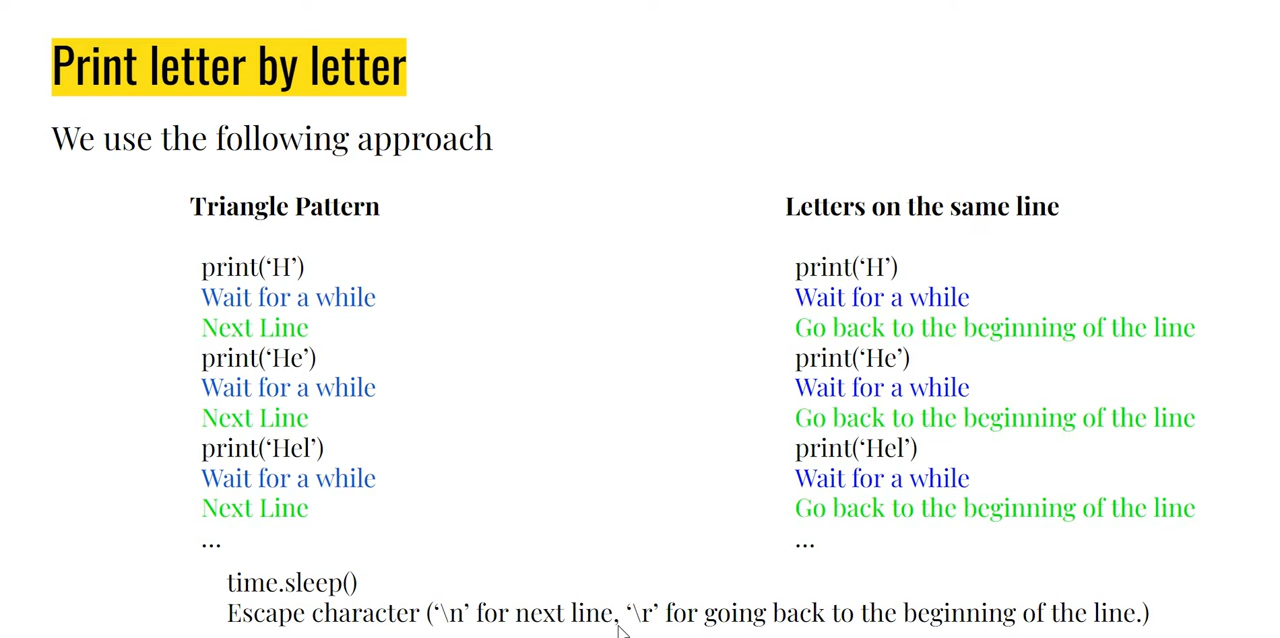 Print letter by letter
We use the following approach
Triangle Pattern
print(‘H’)
Wait for a while
Next Line
print(‘He’)
Wait for a while
Next Line
print(‘Hel’)
Wait for a while
Next Line
...
Letters on the same line
print(‘H’)
Wait for a while
Go back to the beginning of the line
print(‘He’)
Wait for a while
Go back to the beginning of the line
print(‘Hel’)
Wait for a while
Go back to the beginning of the line
...
time.sleep()
Escape character (‘\n’ for next line, ‘\r’ for going back to the beginning of the line.)